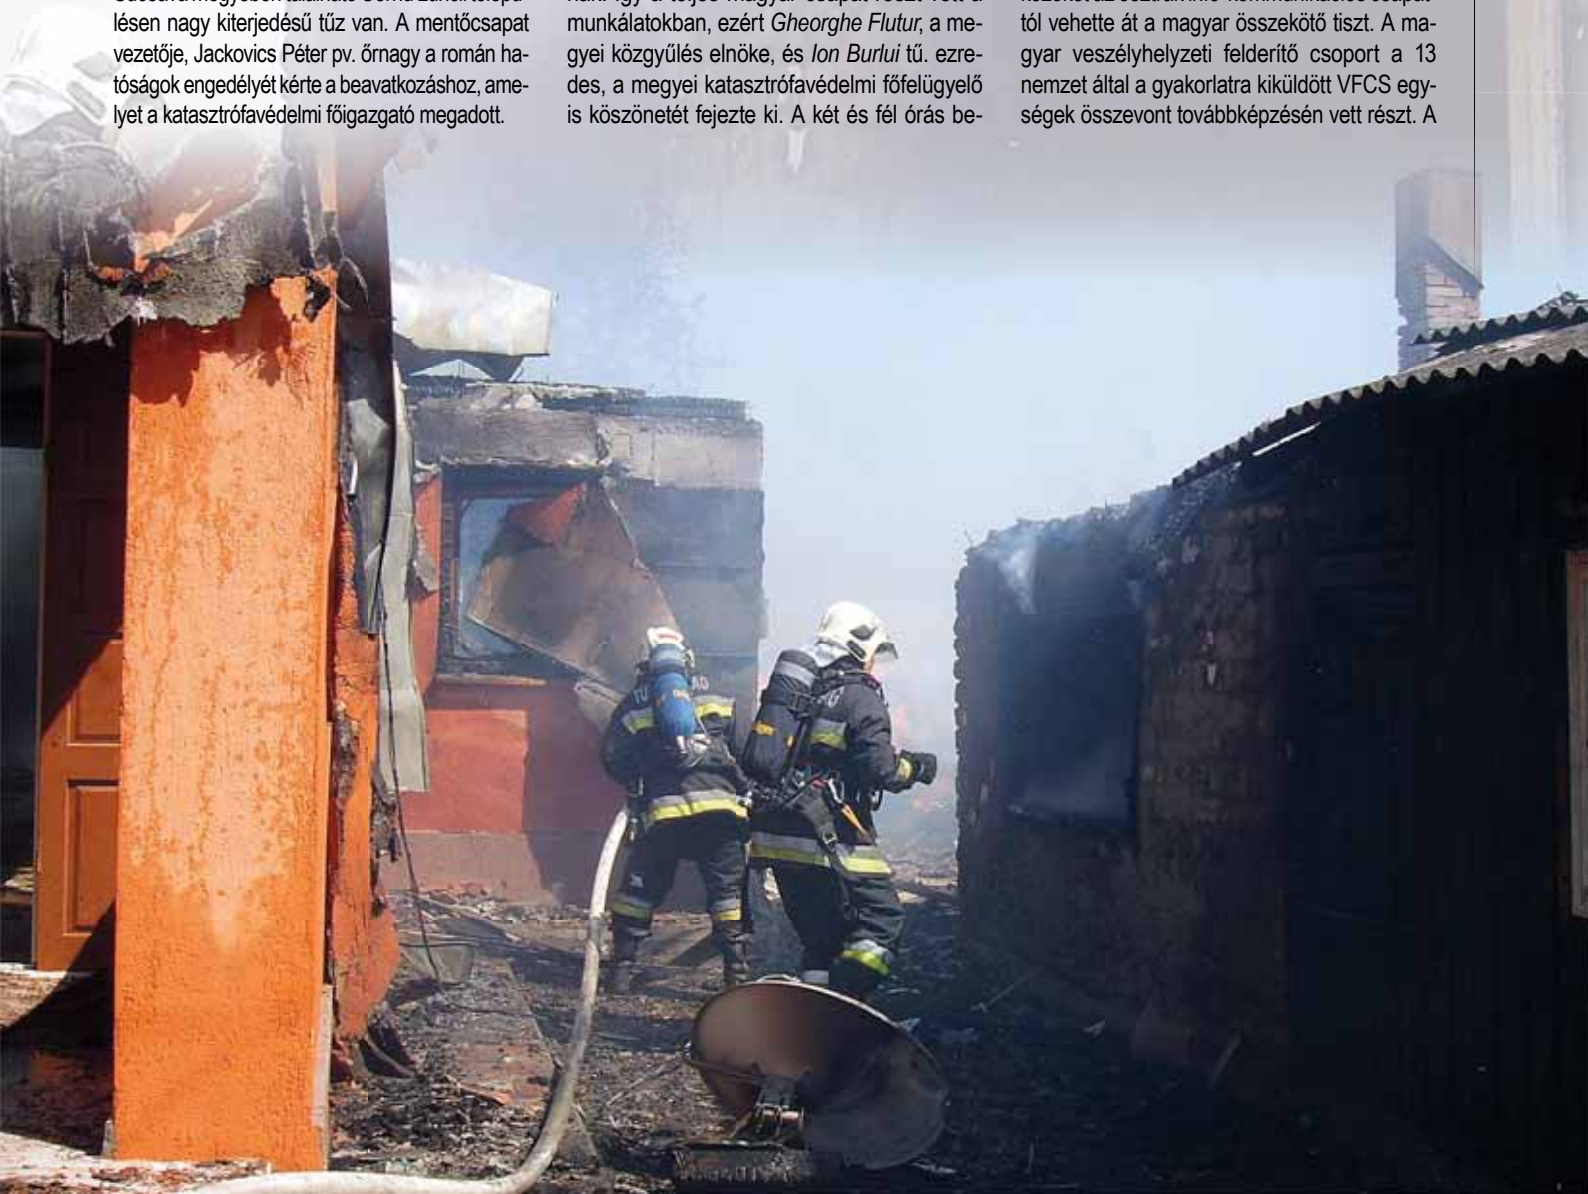 lésen nagy kiterjedésű tűz van. A mentőcsapat
vezetője, Jackovics Péter pv. őrnagy a román ha-
tóságok engedélyét kérte a beavatkozáshoz, ame-
lyet a katasztrófavédelmi főigazgató megadott.
munkálatokban, ezért Gheorghe Flutur, a me-
gyei közgyűlés elnöke, és Ion Burlui tű. ezre-
des, a megyei katasztrófavédelmi főfelügyelő
is köszönetét fejezte ki. A két és fél órás be-
tól vehette át a magyar összekötő tiszt. A ma-
gyar veszélyhelyzeti felderítő csoport a 13
nemzet által a gyakorlatra kiküldött VFCS egy-
ségek összevont továbbképzésén vett részt. A